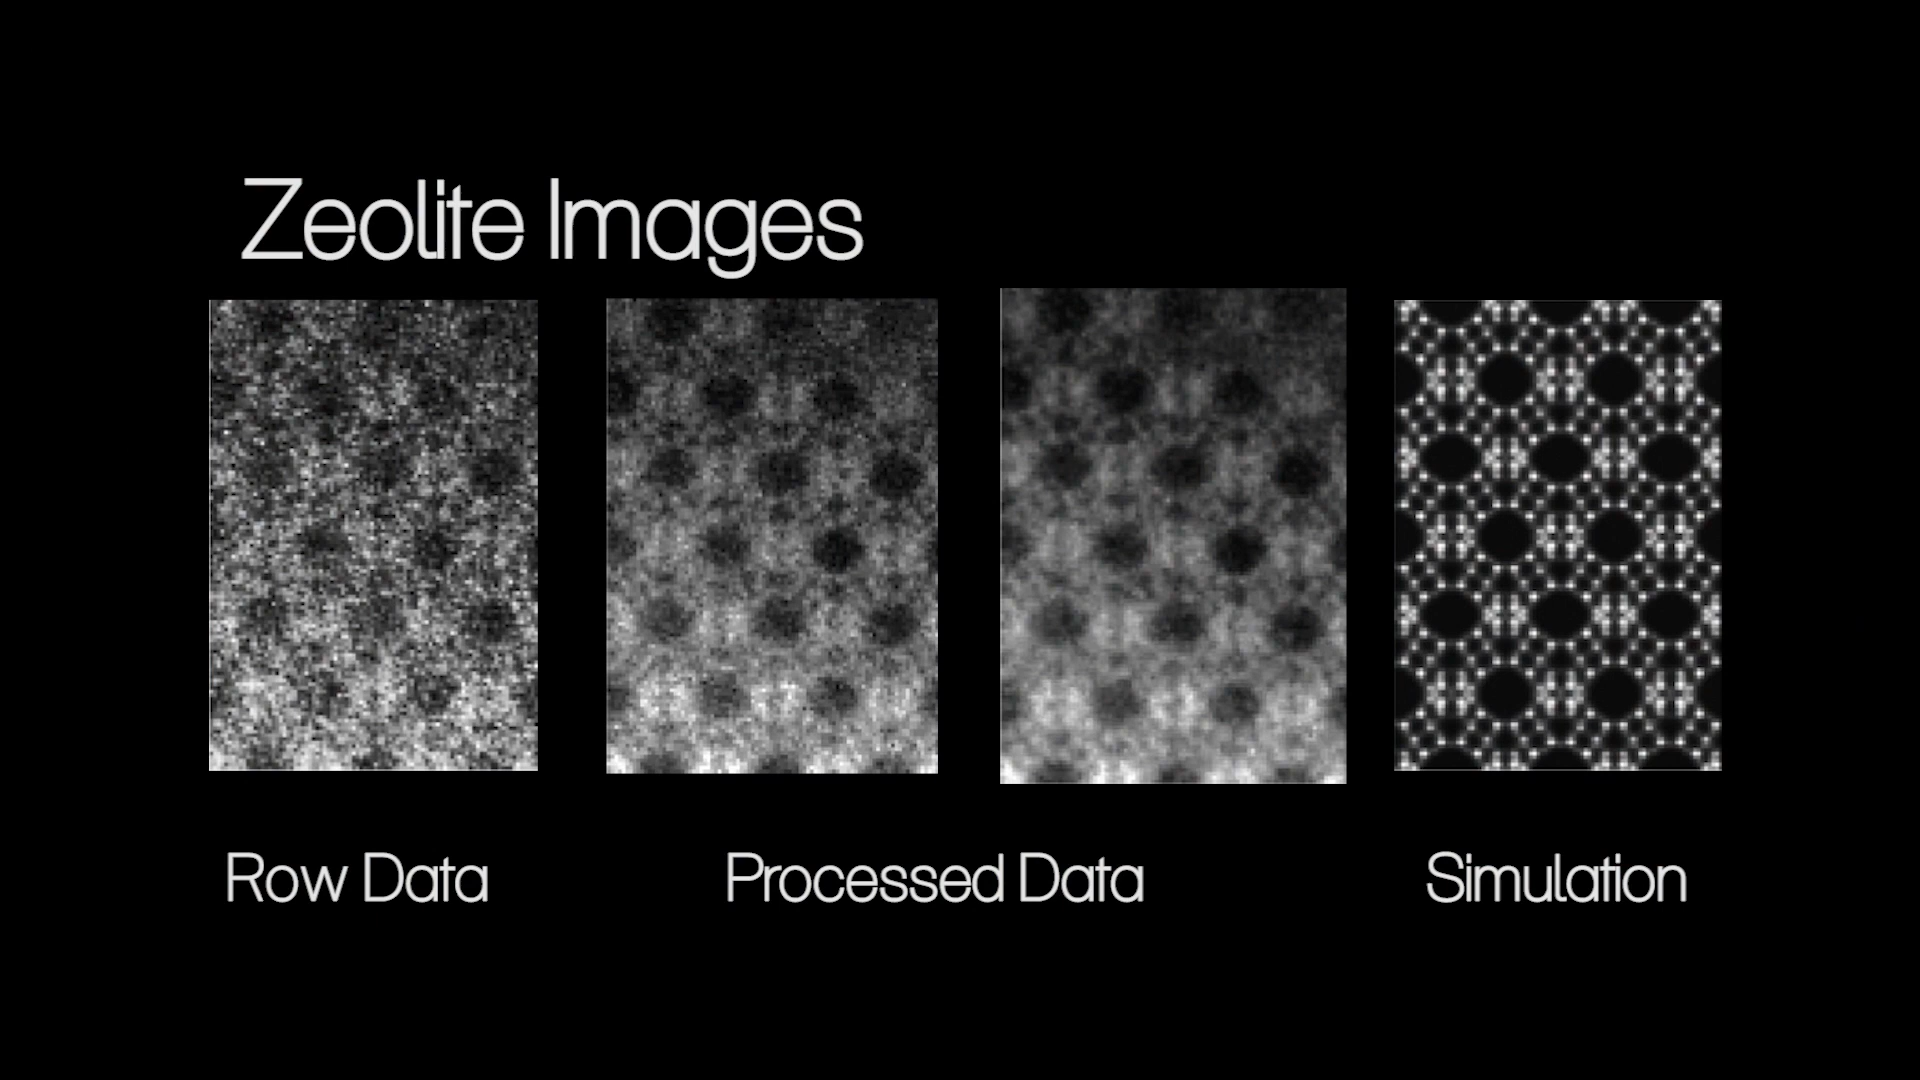 Zeolite Images
Row Data
Processed Data
Simulation